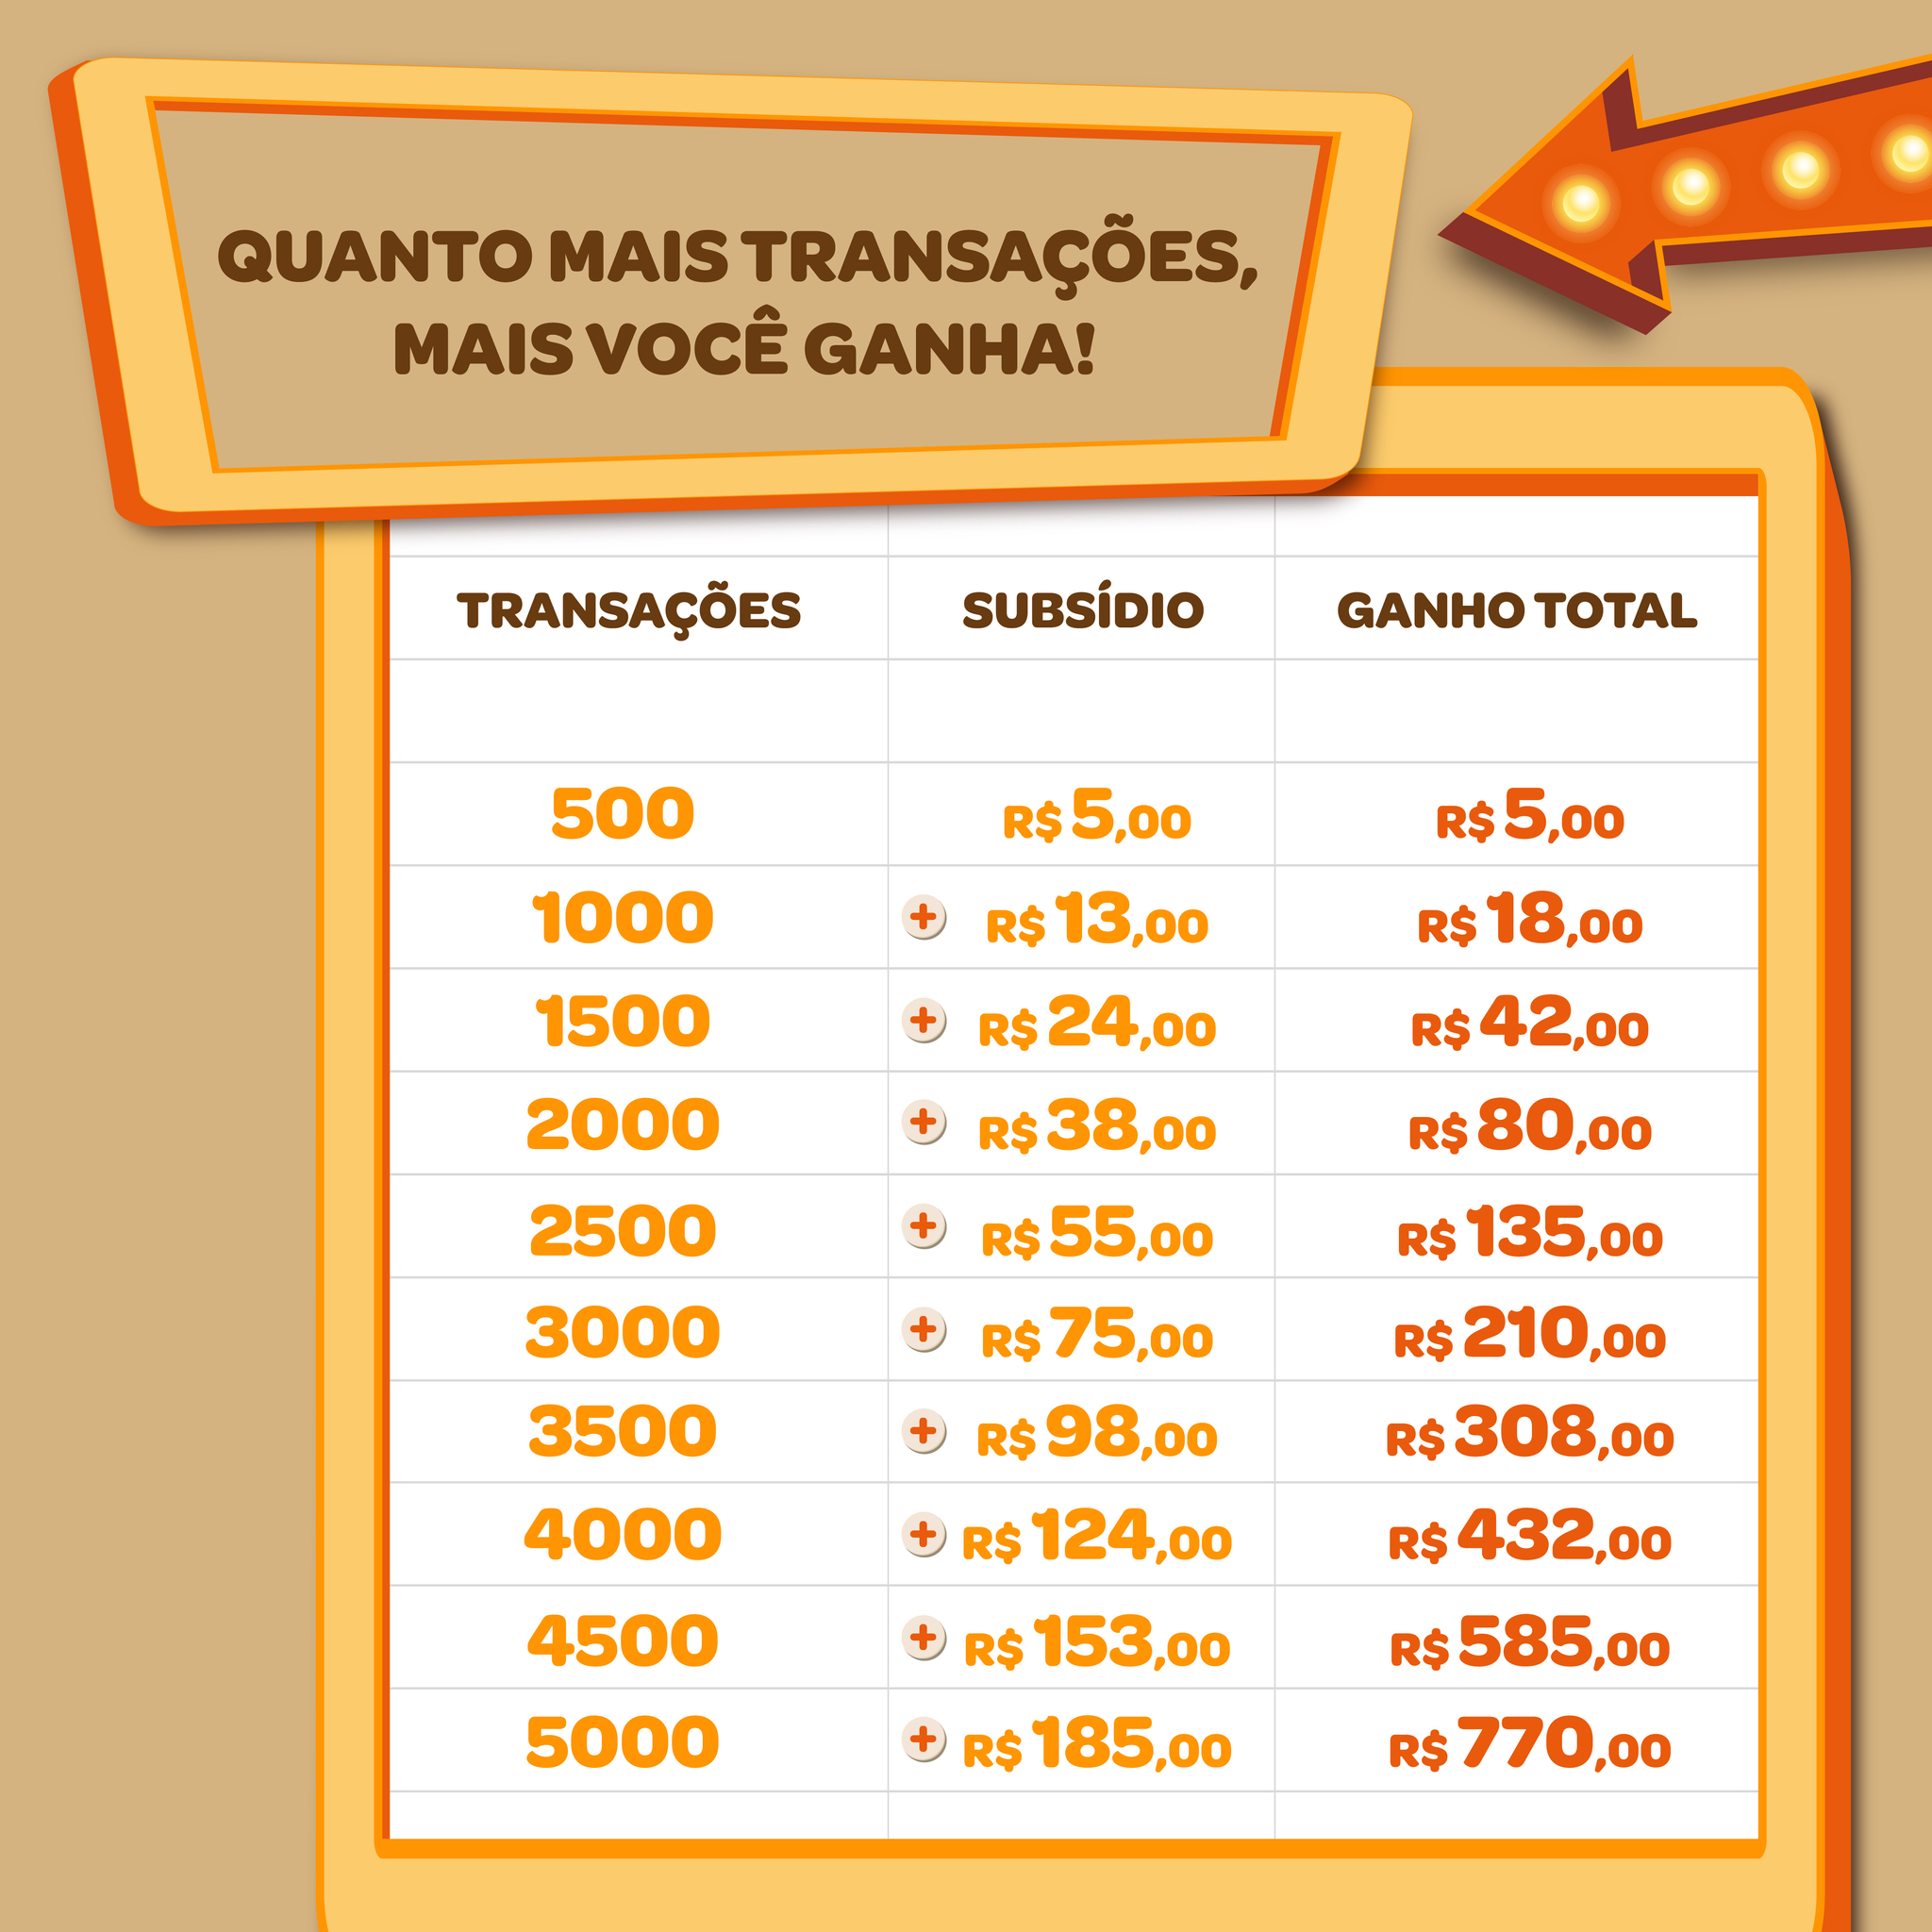 QUANTO MAIS TRANSAÇÕES,
MAIS VOCÊ GANHA!
TRANSAÇÕES SUBSÍDIO GANHO TOTAL
500 R$ 5,00 R$ 5,00
1000 + R$ 13,00 R$ 18,00
1500 + R$ 24,00 R$ 42,00
2000 + R$ 38,00 R$ 80,00
2500 + R$ 55,00 R$ 135,00
3000 + R$ 75,00 R$ 210,00
3500 + R$ 98,00 R$ 308,00
4000 + R$ 124,00 R$ 432,00
4500 + R$ 153,00 R$ 585,00
5000 + R$ 185,00 R$ 770,00